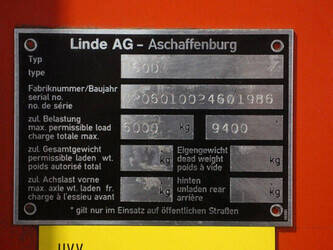 Linde AG – Aschaffenburg
Typ
type
Fabriknummer/Baujahr
serial no.
no. de série
zul. Belastung
max. permissible load 6000 kg 9400
charge totale max.
zul. Gesamtgewicht
permissible laden wt. kg
poids autorisé total
Eigengewicht
dead weight kg
poids à vide
zul. Achslast vorne
max. axle wt. laden fr. kg
charge à l'essieu avant
hinten
unladen rear kg
arrière
* gilt nur im Einsatz auf öffentlichen Straßen
UVV